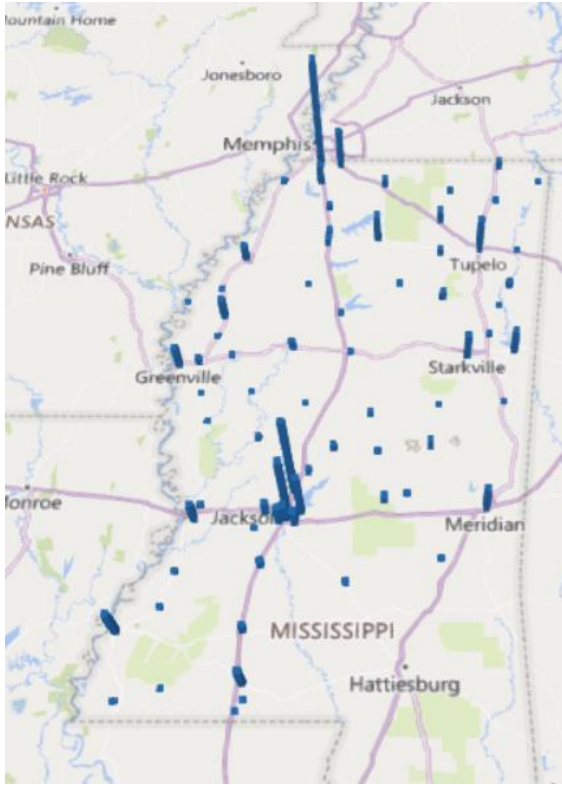 Mountain Home
Jonesboro
Jackson
Memphis
Little Rock
NSAS
Pine Bluff
Tupelo
Greenville
Starkville
Monroe
Jackson
Meridian
MISSISSIPPI
Hattiesburg